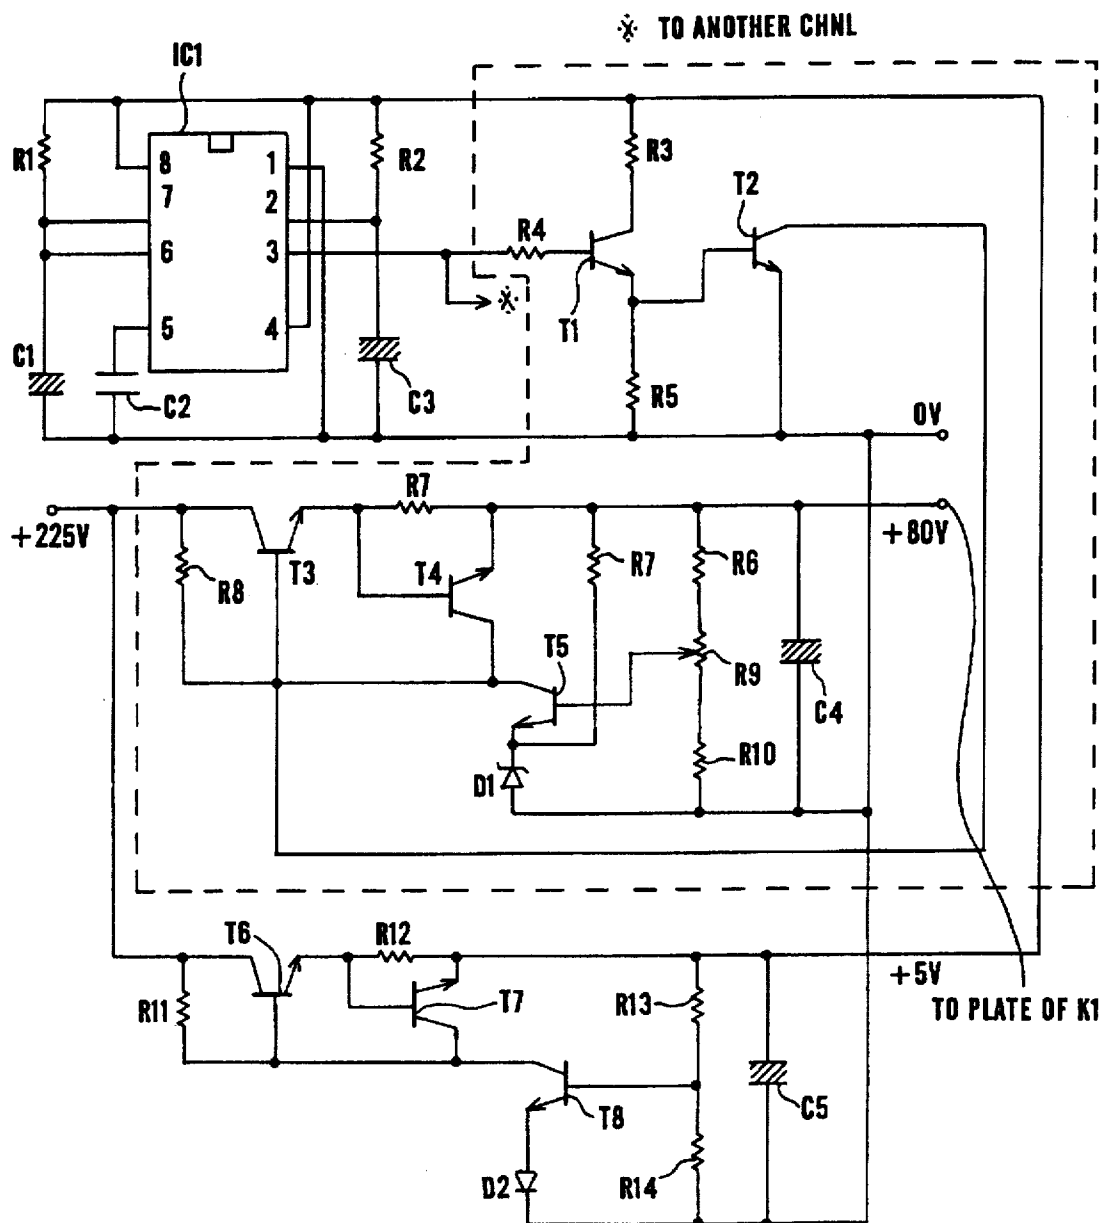 ※ TO ANOTHER CHNL
IC1
R1
8
1
R2
R3
7
2
T2
6
3
R4
T1
※
5
4
C1
C2
C3
R5
0V
+225V
R7
+80V
R8
T3
T4
R7
R6
T5
R9
C4
D1
R10
T6
R12
+5V
R11
T7
R13
TO PLATE OF K1
T8
C5
D2
R14